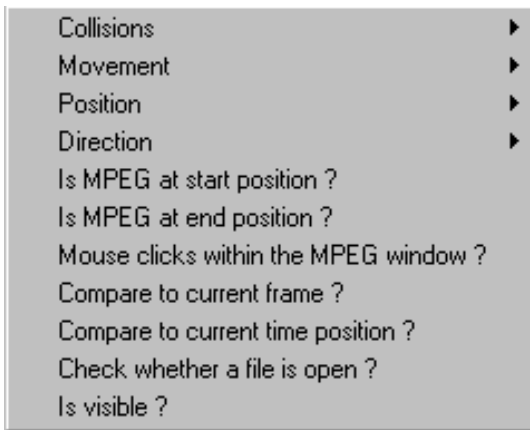 Collisions
Movement
Position
Direction
Is MPEG at start position ?
Is MPEG at end position ?
Mouse clicks within the MPEG window ?
Compare to current frame ?
Compare to current time position ?
Check whether a file is open ?
Is visible ?